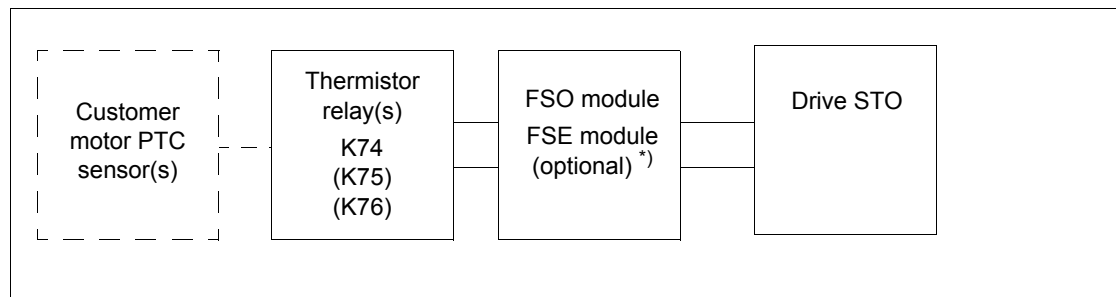 Customer
motor PTC
sensor(s)
Thermistor
relay(s)
K74
(K75)
(K76)
FSO module
FSE module
(optional) *)
Drive STO